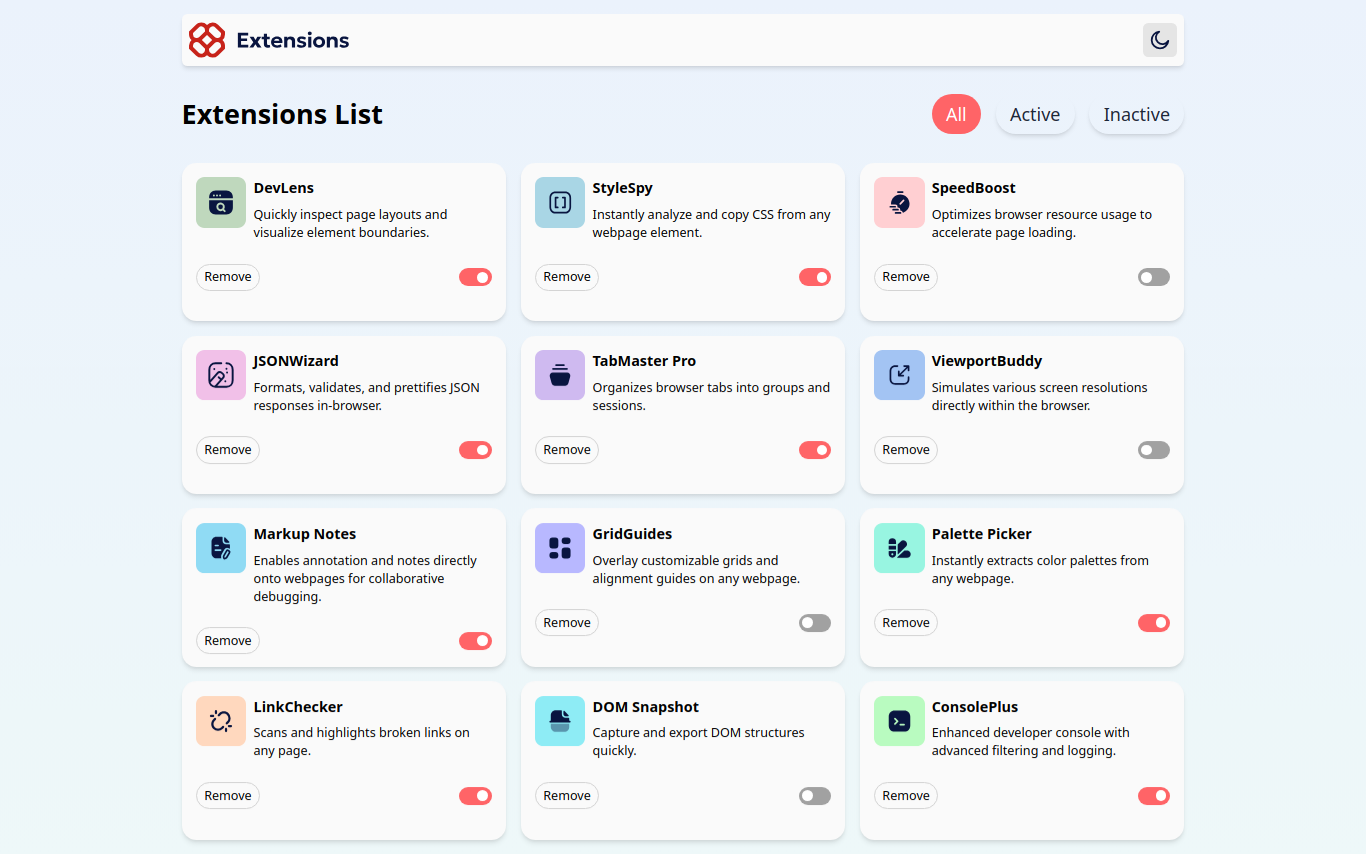 Extensions
Extensions List
All
Active
Inactive
DevLens
Quickly inspect page layouts and
visualize element boundaries.
Remove
StyleSpy
Instantly analyze and copy CSS from any
webpage element.
Remove
SpeedBoost
Optimizes browser resource usage to
accelerate page loading.
Remove
JSONWizard
Formats, validates, and prettifies JSON
responses in-browser.
Remove
TabMaster Pro
Organizes browser tabs into groups and
sessions.
Remove
ViewportBuddy
Simulates various screen resolutions
directly within the browser.
Remove
Markup Notes
Enables annotation and notes directly
onto webpages for collaborative
debugging.
Remove
GridGuides
Overlay customizable grids and
alignment guides on any webpage.
Remove
Palette Picker
Instantly extracts color palettes from
any webpage.
Remove
LinkChecker
Scans and highlights broken links on
any page.
Remove
DOM Snapshot
Capture and export DOM structures
quickly.
Remove
ConsolePlus
Enhanced developer console with
advanced filtering and logging.
Remove